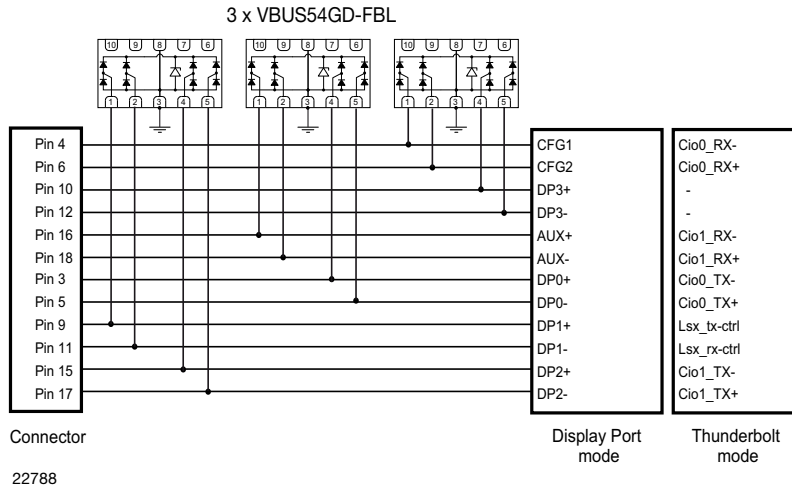 3 x VBUS54GD-FBL
10 9 8 7 6
10 9 8 7 6
10 9 8 7 6
1 2 3 4 5
1 2 3 4 5
1 2 3 4 5
Pin 4 CFG1 Cio0_RX-
Pin 6 CFG2 Cio0_RX+
Pin 10 DP3+ -
Pin 12 DP3- -
Pin 16 AUX+ Cio1_RX-
Pin 18 AUX- Cio1_RX+
Pin 3 DP0+ Cio0_TX-
Pin 5 DP0- Cio0_TX+
Pin 9 DP1+ Lsx_tx-ctrl
Pin 11 DP1- Lsx_rx-ctrl
Pin 15 DP2+ Cio1_TX-
Pin 17 DP2- Cio1_TX+
Connector
Display Port
mode
Thunderbolt
mode
22788